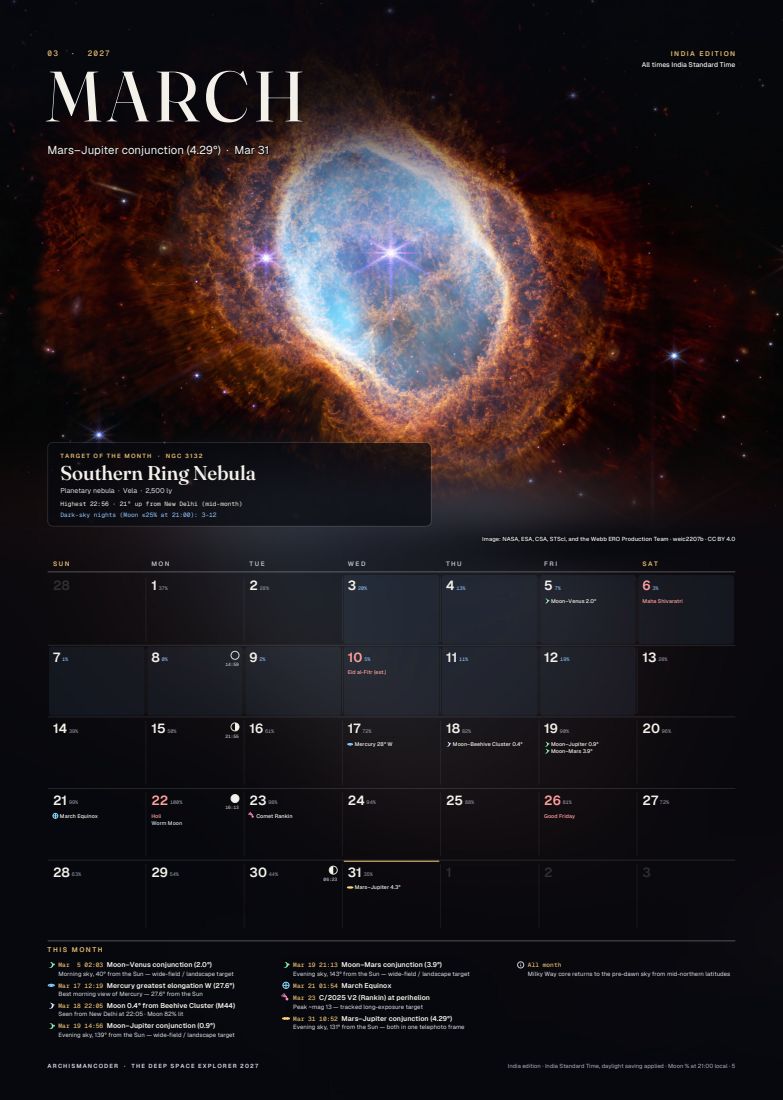 03 · 2027
MARCH
Mars–Jupiter conjunction (4.29°) · Mar 31
INDIA EDITION
All times India Standard Time
TARGET OF THE MONTH · NGC 3132
Southern Ring Nebula
Planetary nebula · Vela · 2,500 ly
Highest 22:56 · 21° up from New Delhi (mid-month)
Dark-sky nights (Moon ≤25% at 21:00): 3–12
Image: NASA, ESA, CSA, STScI, and the Webb ERO Production Team · weic2207b · CC BY 4.0
SUN MON TUE WED THU FRI SAT
28 1 37% 2 28% 3 20% 4 13% 5 7% 6 3%
Moon–Venus 2.0° Maha Shivaratri
7 1% 8 0% 9 2% 10 5% 11 11% 12 19% 13 28%
14:59
Eid al-Fitr (est.)
14 39% 15 50% 16 61% 17 72% 18 82% 19 90% 20 96%
21:55
Mercury 28° W Moon–Beehive Cluster 0.4° Moon–Jupiter 0.9°
Moon–Mars 3.9°
21 99% 22 100% 23 98% 24 94% 25 88% 26 81% 27 72%
16:13
March Equinox Holi Comet Rankin Good Friday
Worm Moon
28 63% 29 54% 30 44% 31 35% 1 2 3
06:23
Mars–Jupiter 4.3°
THIS MONTH
Mar 5 02:03 Moon–Venus conjunction (2.0°)
Morning sky, 40° from the Sun — wide-field / landscape target
Mar 17 12:19 Mercury greatest elongation W (27.6°)
Best morning view of Mercury — 27.6° from the Sun
Mar 18 22:05 Moon 0.4° from Beehive Cluster (M44)
Seen from New Delhi at 22:05 · Moon 82% lit
Mar 19 14:56 Moon–Jupiter conjunction (0.9°)
Evening sky, 139° from the Sun — wide-field / landscape target
Mar 19 21:13 Moon–Mars conjunction (3.9°)
Evening sky, 143° from the Sun — wide-field / landscape target
Mar 21 01:54 March Equinox
Mar 23 C/2025 V2 (Rankin) at perihelion
Peak ~mag 13 — tracked long-exposure target
Mar 31 10:52 Mars–Jupiter conjunction (4.29°)
Evening sky, 131° from the Sun — both in one telephoto frame
All month
Milky Way core returns to the pre-dawn sky from mid-northern latitudes
ARCHISMANCODER · THE DEEP SPACE EXPLORER 2027
India edition · India Standard Time, daylight saving applied · Moon % at 21:00 local · 5